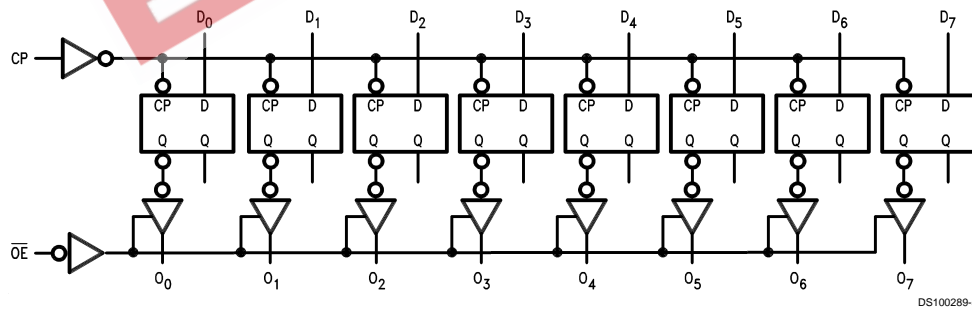 D0 D1 D2 D3 D4 D5 D6 D7
CP
CP D CP D CP D CP D CP D CP D CP D CP D
Q Q Q Q Q Q Q Q Q Q Q Q Q Q Q Q
OE
O0 O1 O2 O3 O4 O5 O6 O7
DS100289-